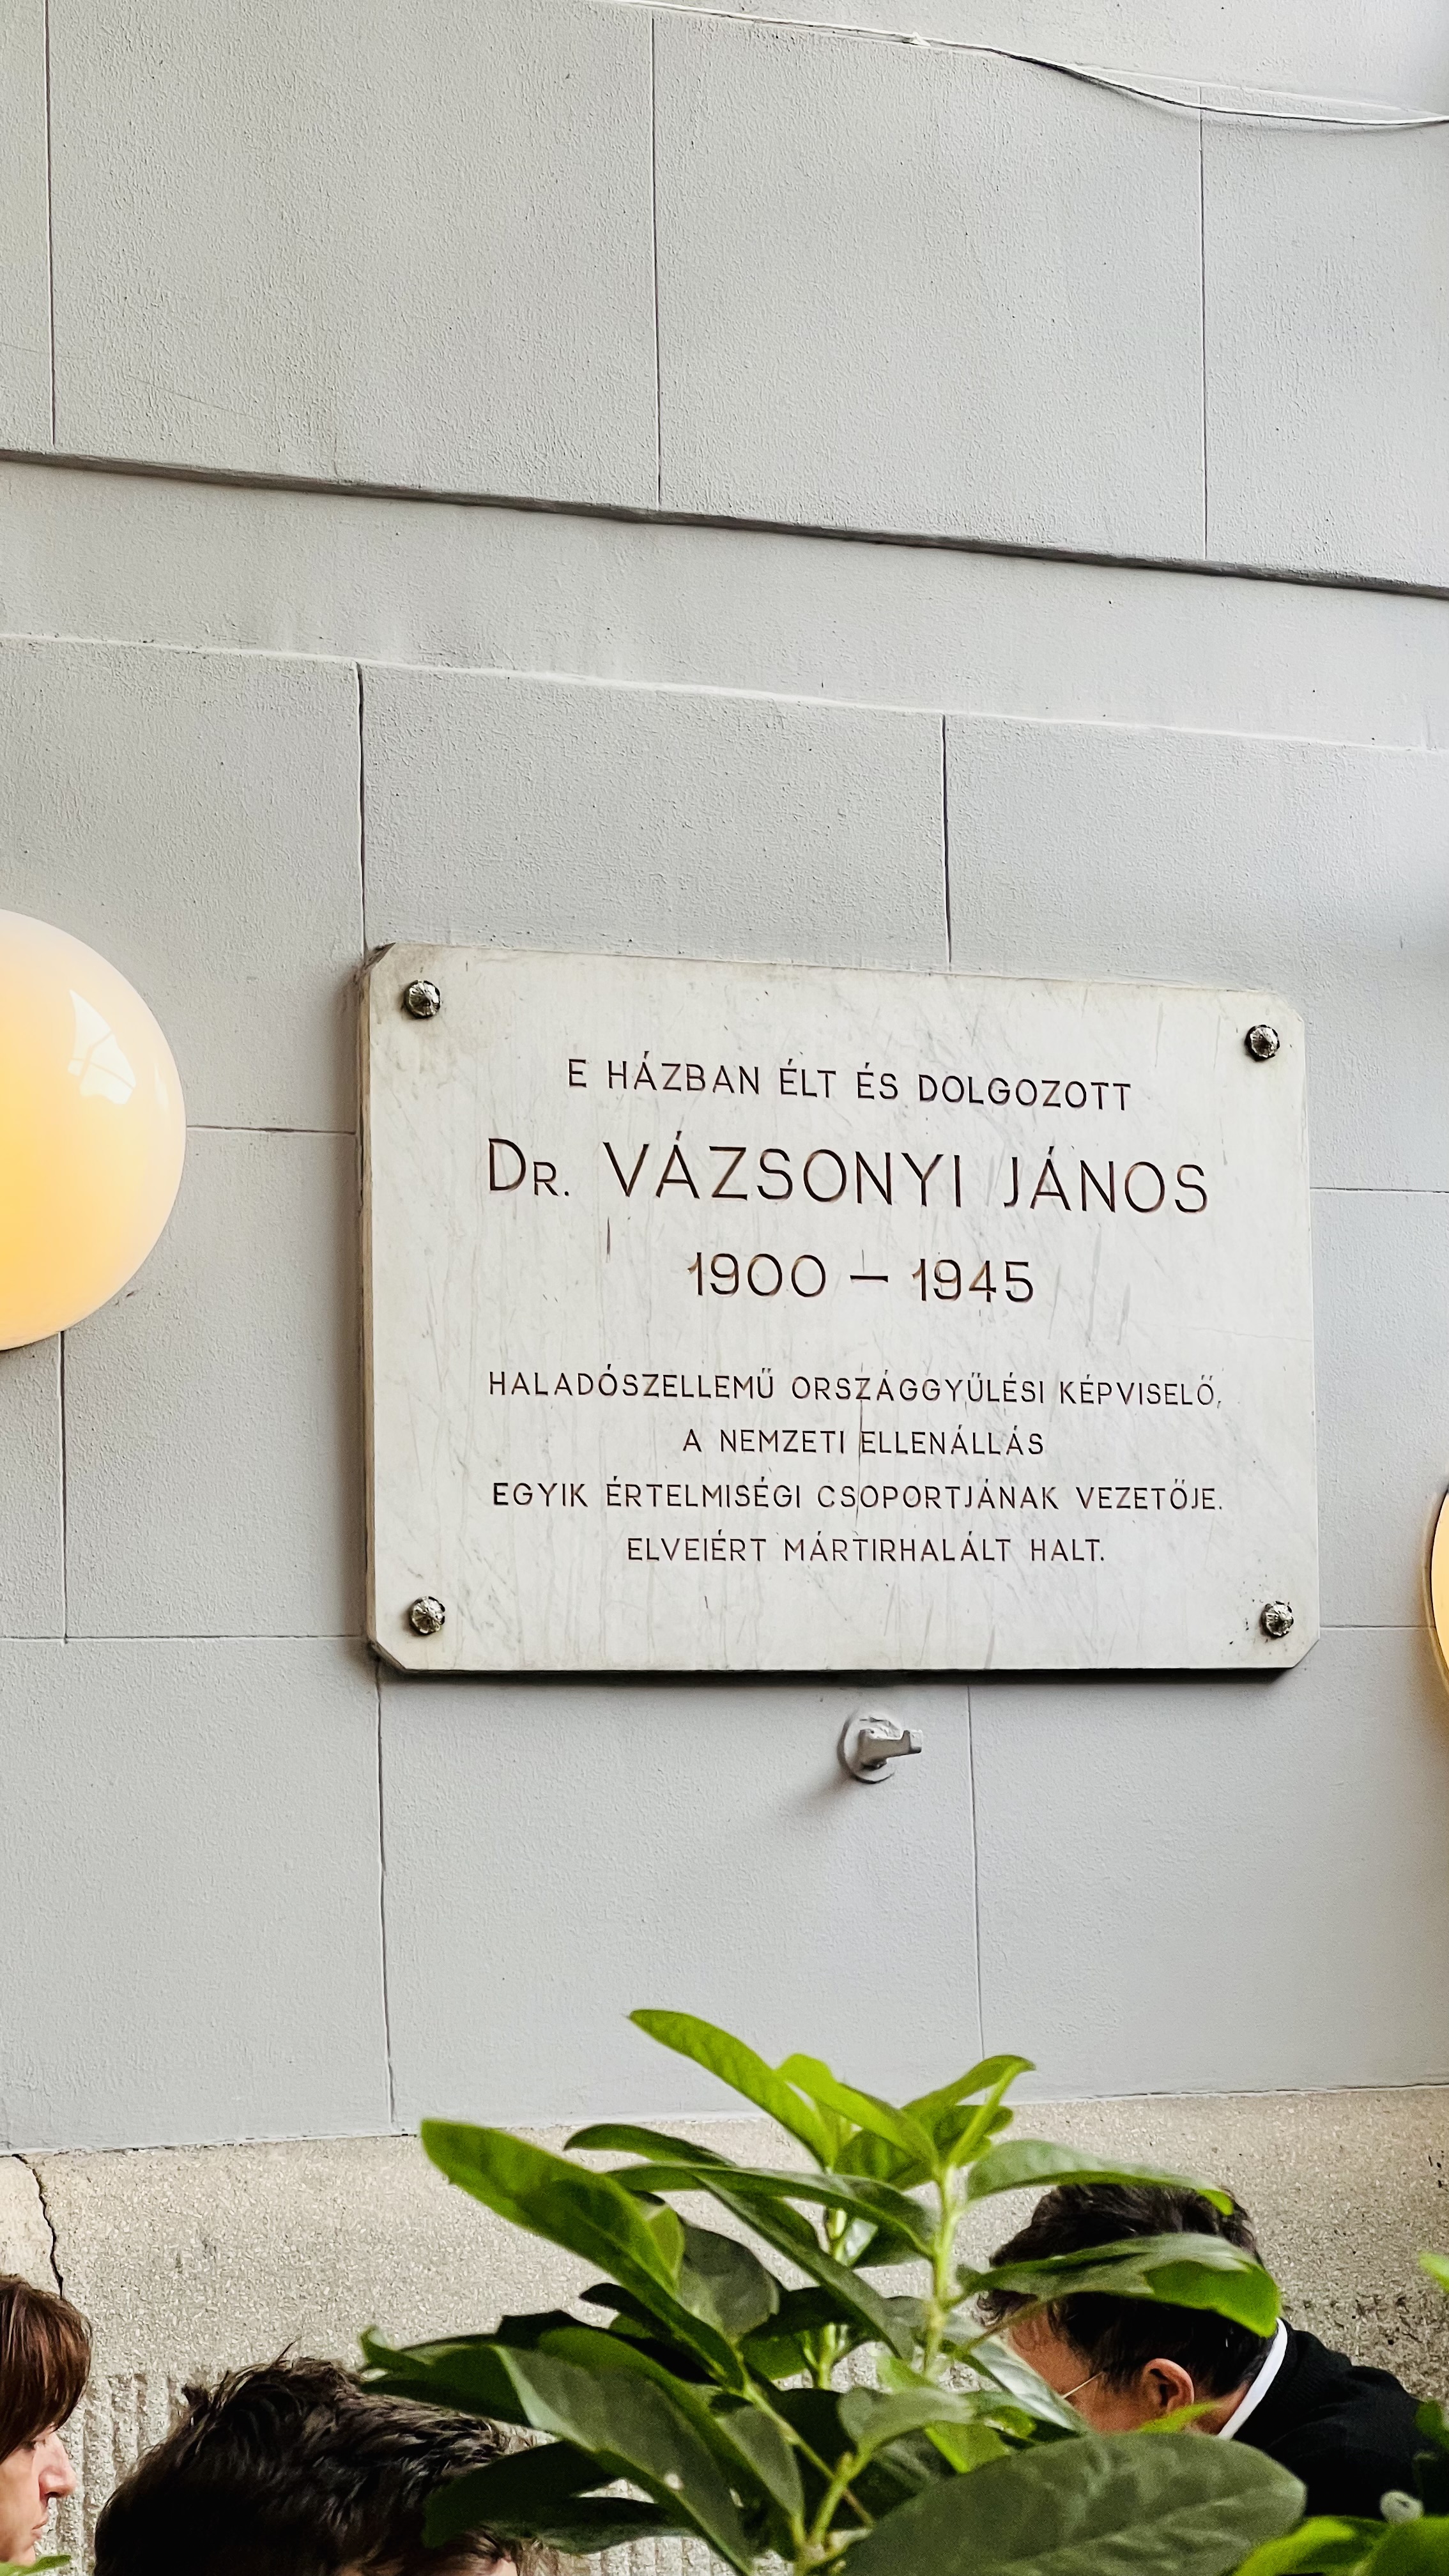 E HÁZBAN ÉLT ÉS DOLGOZOTT
DR. VÁZSONYI JÁNOS
1900 – 1945
HALADÓSZELLEMŰ ORSZÁGGYŰLÉSI KÉPVISELŐ,
A NEMZETI ELLENÁLLÁS
EGYIK ÉRTELMISÉGI CSOPORTJÁNAK VEZETŐJE.
ELVEIÉRT MÁRTIRHALÁLT HALT.